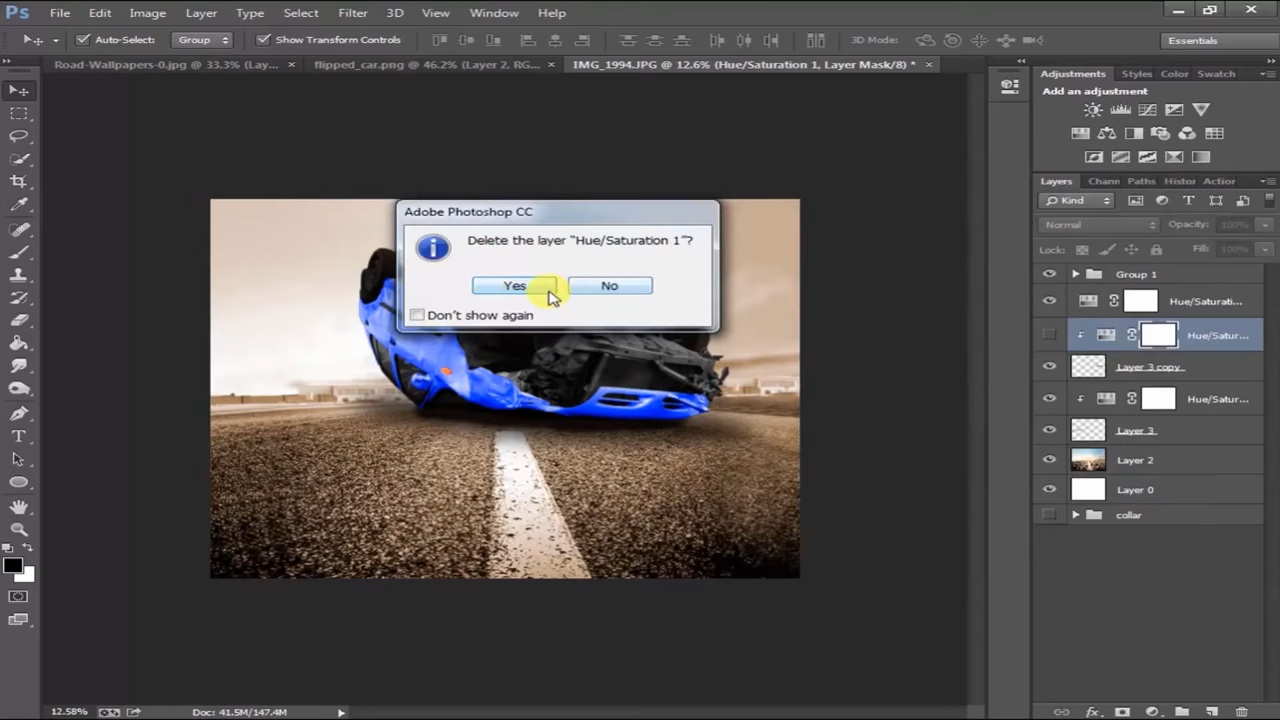 Ps File Edit Image Layer Type Select Filter 3D View Window Help
Auto-Select: Group Show Transform Controls 3D Mode: Essentials
Road-Wallpapers-0.jpg @ 33.3% (Lay... × flipped_car.png @ 46.2% (Layer 2, RG... × IMG_1994.JPG @ 12.6% (Hue/Saturation 1, Layer Mask/8) * ×
Adjustments Styles Color Swatch
Add an adjustment
Layers Chann Paths Histor Action
Kind
Normal Opacity: 100%
Lock: Fill: 100%
Adobe Photoshop CC
Delete the layer "Hue/Saturation 1"?
Yes No
Don't show again
Group 1
Hue/Saturati...
Hue/Satur...
Layer 3 copy
Hue/Satur...
Layer 3
Layer 2
Layer 0
collar
T
12.58% Doc: 41.5M/147.4M
fx